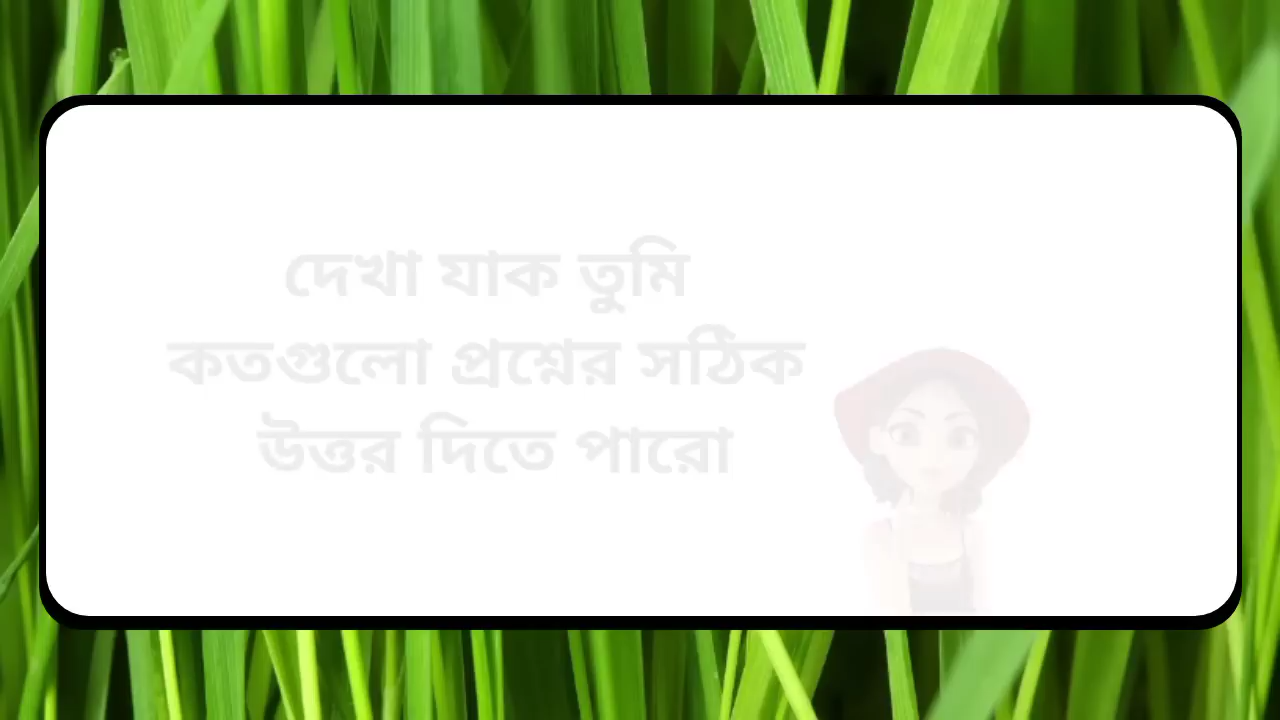 দেখা যাক তুমি
কতগুলো প্রশ্নের সঠিক
উত্তর দিতে পারো